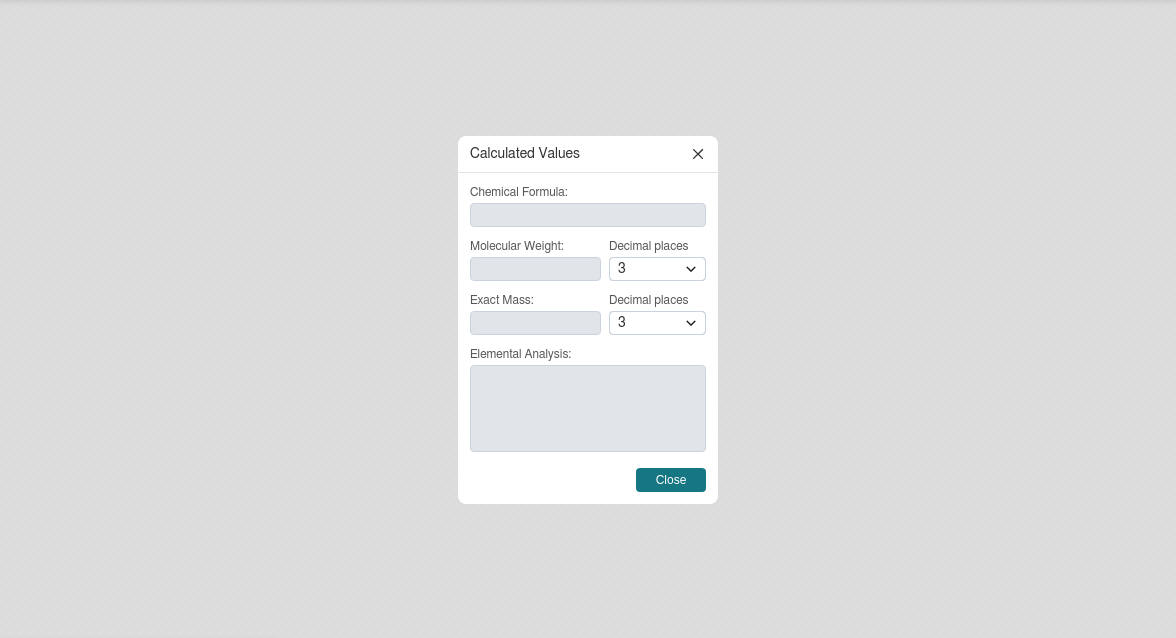 Calculated Values
Chemical Formula:
Molecular Weight: Decimal places
3
Exact Mass: Decimal places
3
Elemental Analysis:
Close